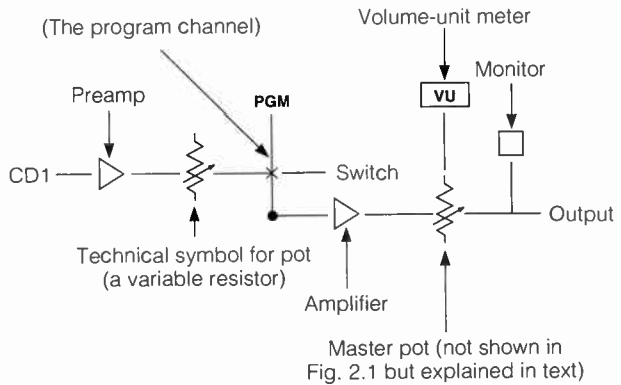 Volume-unit meter
(The program channel)
Monitor
Preamp
PGM
VU
CD1
Switch
Output
Technical symbol for pot
(a variable resistor)
Amplifier
Master pot (not shown in
Fig. 2.1 but explained in text)